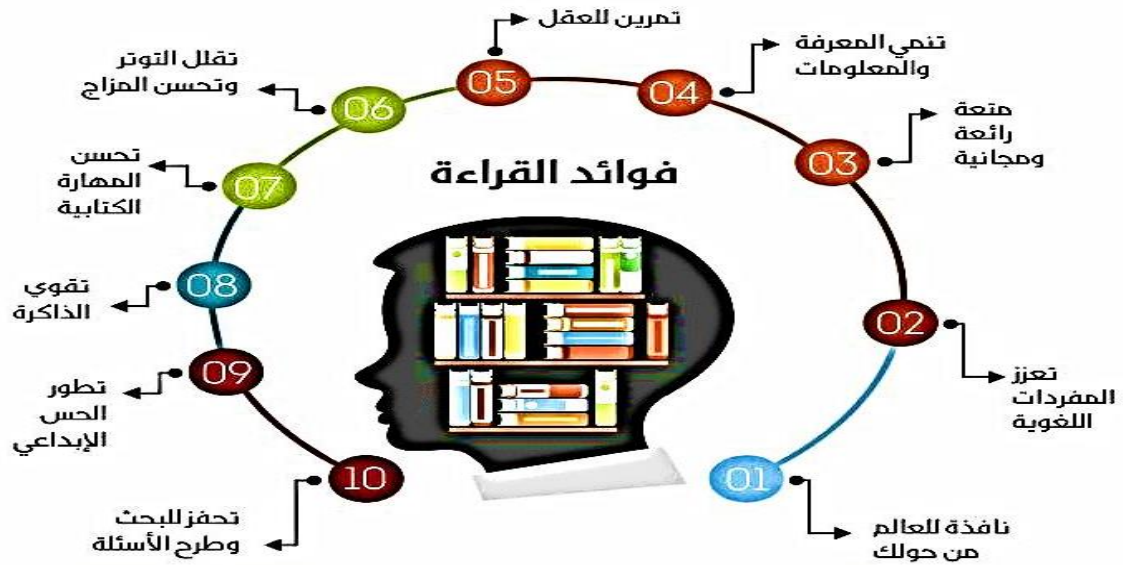 فوائد القراءة
01
نافذة للعالم
من حولك
02
تعزز
المفردات
اللغوية
03
متعة
رائعة
ومجانية
04
تنمي المعرفة
والمعلومات
05
تمرين للعقل
06
تقلل التوتر
وتحسن المزاج
07
تحسن
المهارة
الكتابية
08
تقوي
الذاكرة
09
تطور
الحس
الإبداعي
10
تحفز للبحث
وطرح الأسئلة